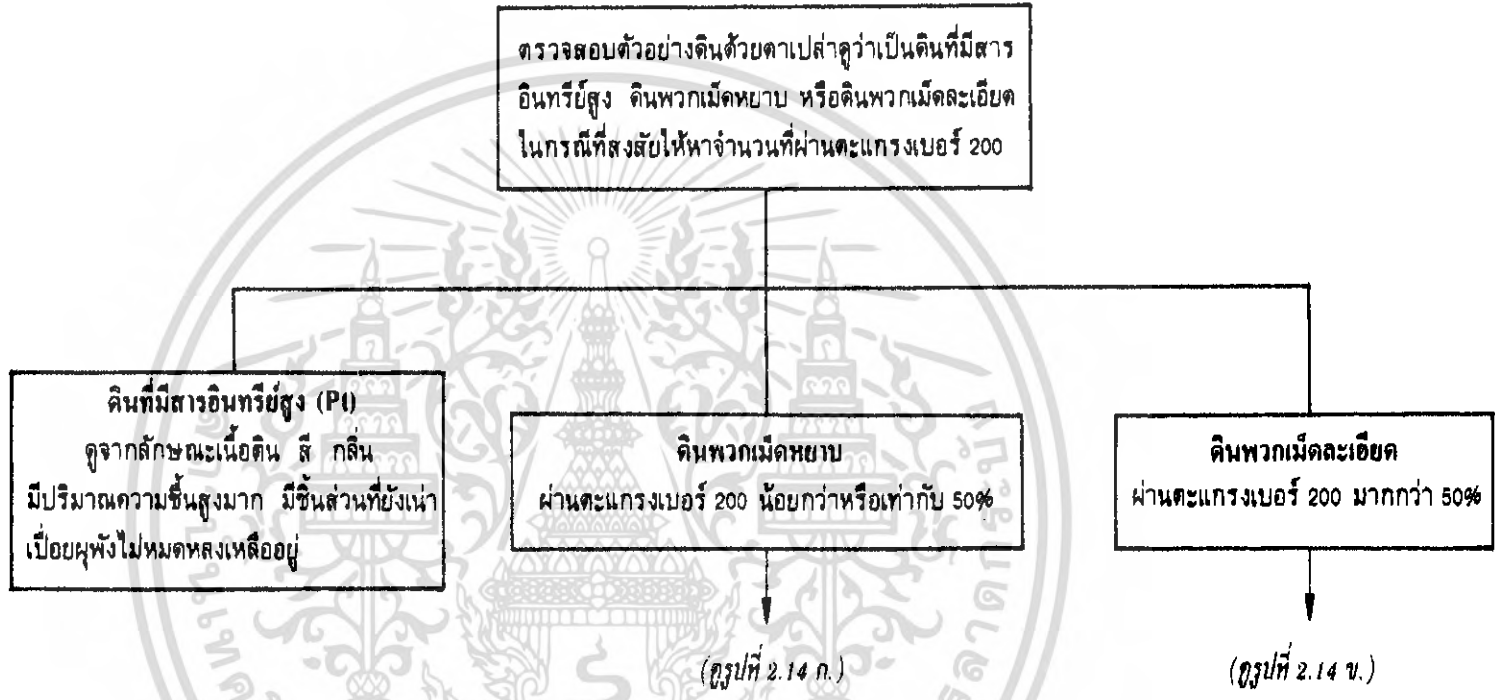 ตรวจสอบตัวอย่างดินด้วยตาเปล่าดูว่าเป็นดินที่มีสาร
อินทรีย์สูง ดินพวกเม็ดหยาบ หรือดินพวกเม็ดละเอียด
ในกรณีที่สงสัยให้หาจำนวนที่ผ่านตะแกรงเบอร์ 200
ดินที่มีสารอินทรีย์สูง (Pt)
ดูจากลักษณะเนื้อดิน สี กลิ่น
มีปริมาณความชื้นสูงมาก มีชิ้นส่วนที่ยังเน่า
เปื่อยผุพังไม่หมดหลงเหลืออยู่
ดินพวกเม็ดหยาบ
ผ่านตะแกรงเบอร์ 200 น้อยกว่าหรือเท่ากับ 50%
ดินพวกเม็ดละเอียด
ผ่านตะแกรงเบอร์ 200 มากกว่า 50%
(ดูรูปที่ 2.14 ก.)
(ดูรูปที่ 2.14 ข.)